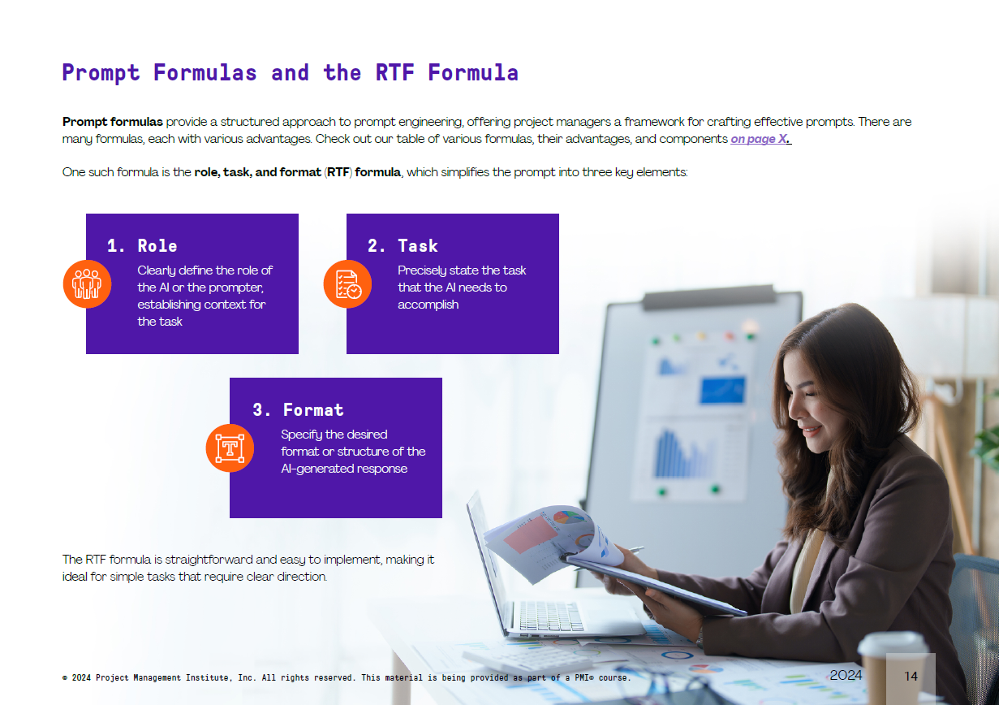 Prompt Formulas and the RTF Formula
Prompt formulas provide a structured approach to prompt engineering, offering project managers a framework for crafting effective prompts. There are
many formulas, each with various advantages. Check out our table of various formulas, their advantages, and components on page X.
One such formula is the role, task, and format (RTF) formula, which simplifies the prompt into three key elements:
1. Role
Clearly define the role of
the AI or the prompter,
establishing context for
the task
2. Task
Precisely state the task
that the AI needs to
accomplish
3. Format
Specify the desired
format or structure of the
AI-generated response
The RTF formula is straightforward and easy to implement, making it
ideal for simple tasks that require clear direction.
© 2024 Project Management Institute, Inc. All rights reserved. This material is being provided as part of a PMI© course.
2024
14